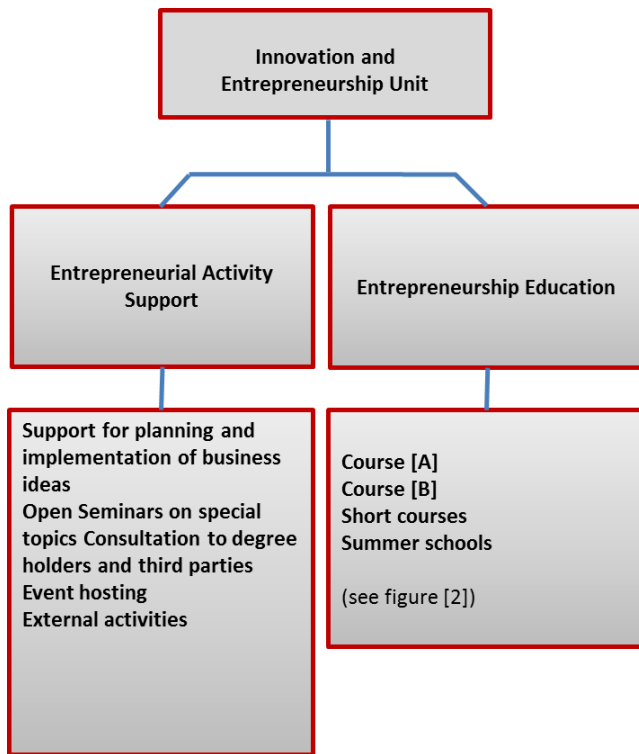 Innovation and
Entrepreneurship Unit
Entrepreneurial Activity
Support
Entrepreneurship Education
Support for planning and
implementation of business
ideas
Open Seminars on special
topics Consultation to degree
holders and third parties
Event hosting
External activities
Course [A]
Course [B]
Short courses
Summer schools
(see figure [2])